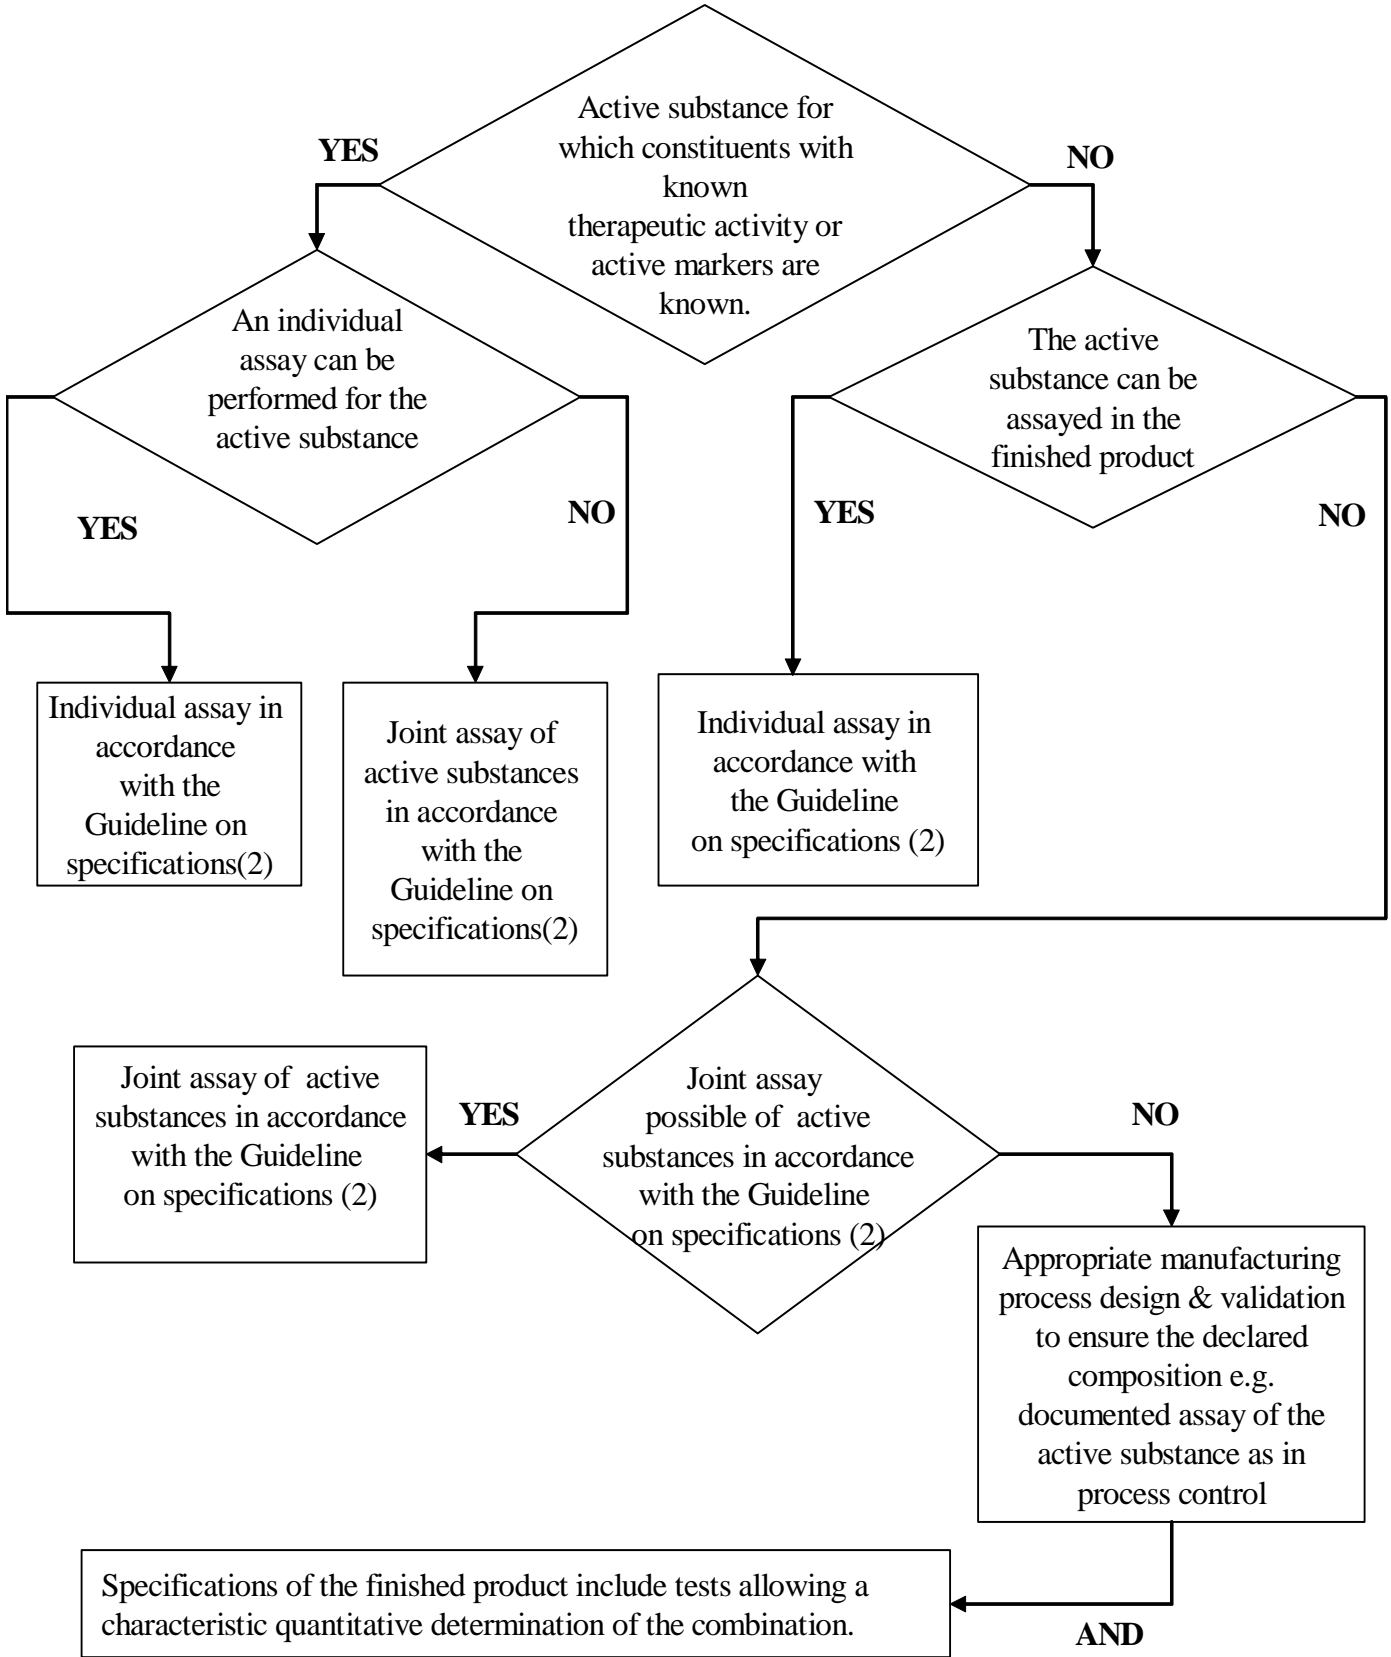 Active substance for
which constituents with
known
therapeutic activity or
active markers are
known.
YES
NO
An individual
assay can be
performed for the
active substance
The active
substance can be
assayed in the
finished product
YES
NO
YES
NO
Individual assay in
accordance
with the
Guideline on
specifications(2)
Joint assay of
active substances
in accordance
with the
Guideline on
specifications(2)
Individual assay in
accordance with
the Guideline
on specifications (2)
Joint assay of  active
substances in accordance
with the Guideline
on specifications (2)
YES
Joint assay
possible of  active
substances in accordance
with the Guideline
on specifications (2)
NO
Appropriate manufacturing
process design & validation
to ensure the declared
composition e.g.
documented assay of the
active substance as in
process control
Specifications of the finished product include tests allowing a
characteristic quantitative determination of the combination.
AND